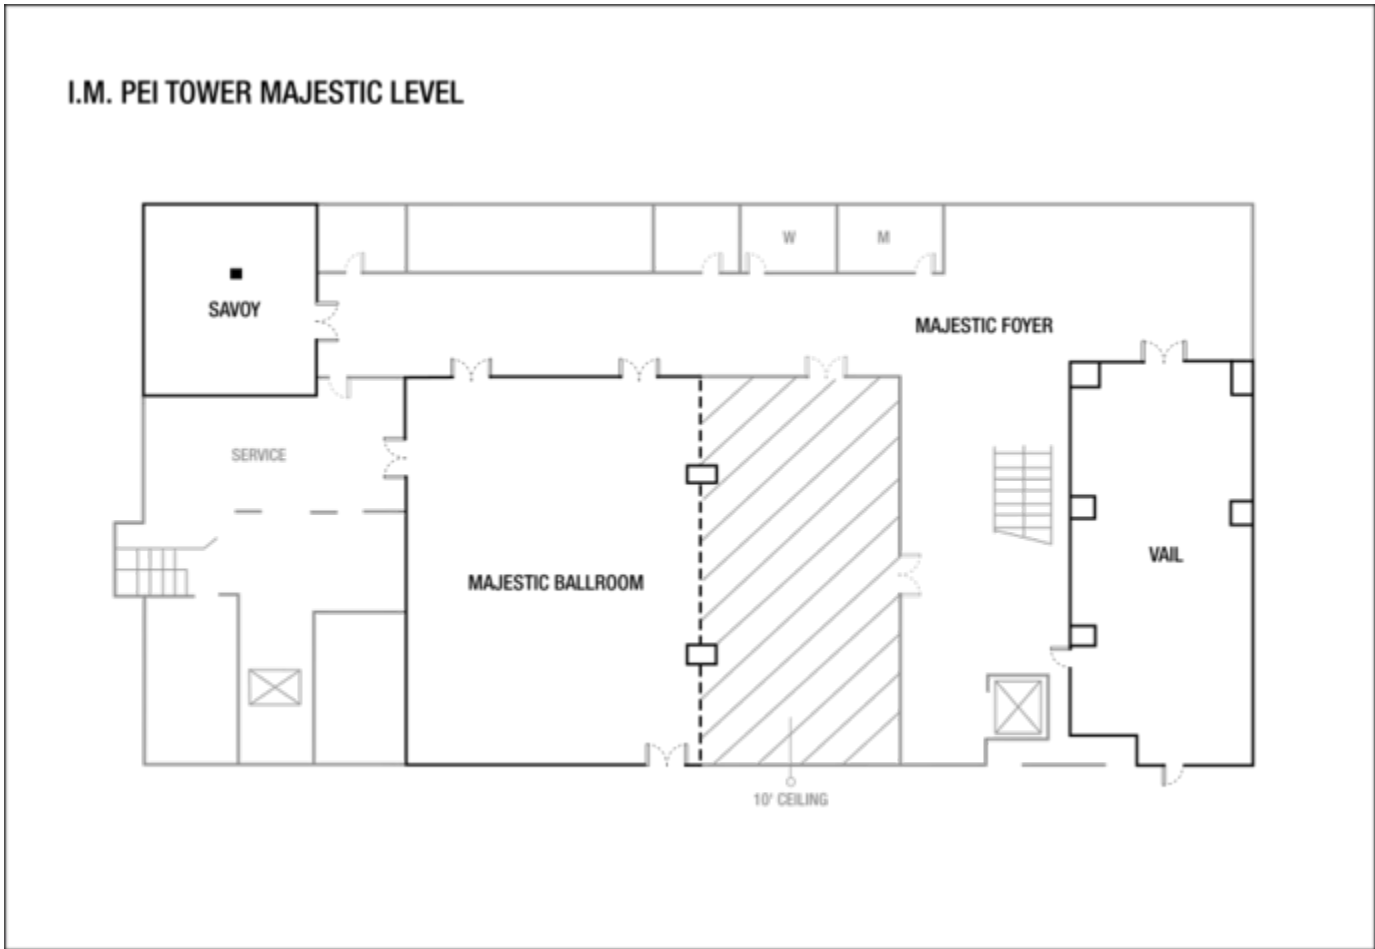 I.M. PEI TOWER MAJESTIC LEVEL
W
M
SAVOY
MAJESTIC FOYER
SERVICE
VAIL
MAJESTIC BALLROOM
10' CEILING